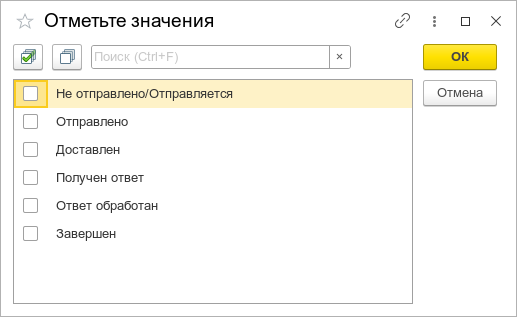 Отметьте значения
Поиск (Ctrl+F)
×
ОК
Не отправлено/Отправляется
Отмена
Отправлено
Доставлен
Получен ответ
Ответ обработан
Завершен